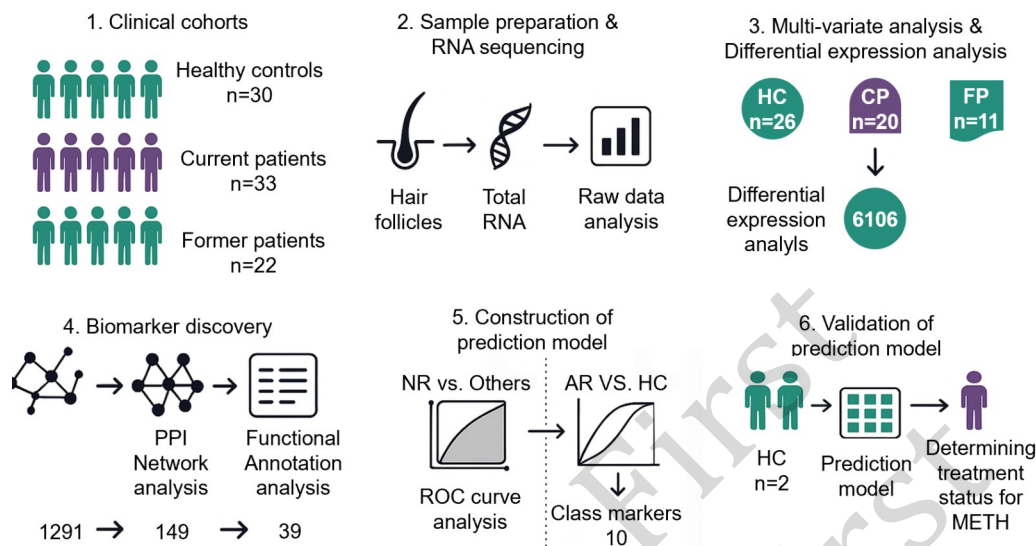 1. Clinical cohorts
Healthy controls
n=30
Current patients
n=33
Former patients
n=22
2. Sample preparation &
RNA sequencing
Hair
follicles
Total
RNA
Raw data
analysis
3. Multi-variate analysis &
Differential expression analysis
HC
n=26
CP
n=20
FP
n=11
Differential
expression
analyls
6106
4. Biomarker discovery
PPI
Network
analysis
Functional
Annotation
analysis
1291
149
39
5. Construction of
prediction model
NR vs. Others
AR VS. HC
ROC curve
analysis
Class markers
10
6. Validation of
prediction model
HC
n=2
Prediction
model
Determining
treatment
status for
METH
First
First